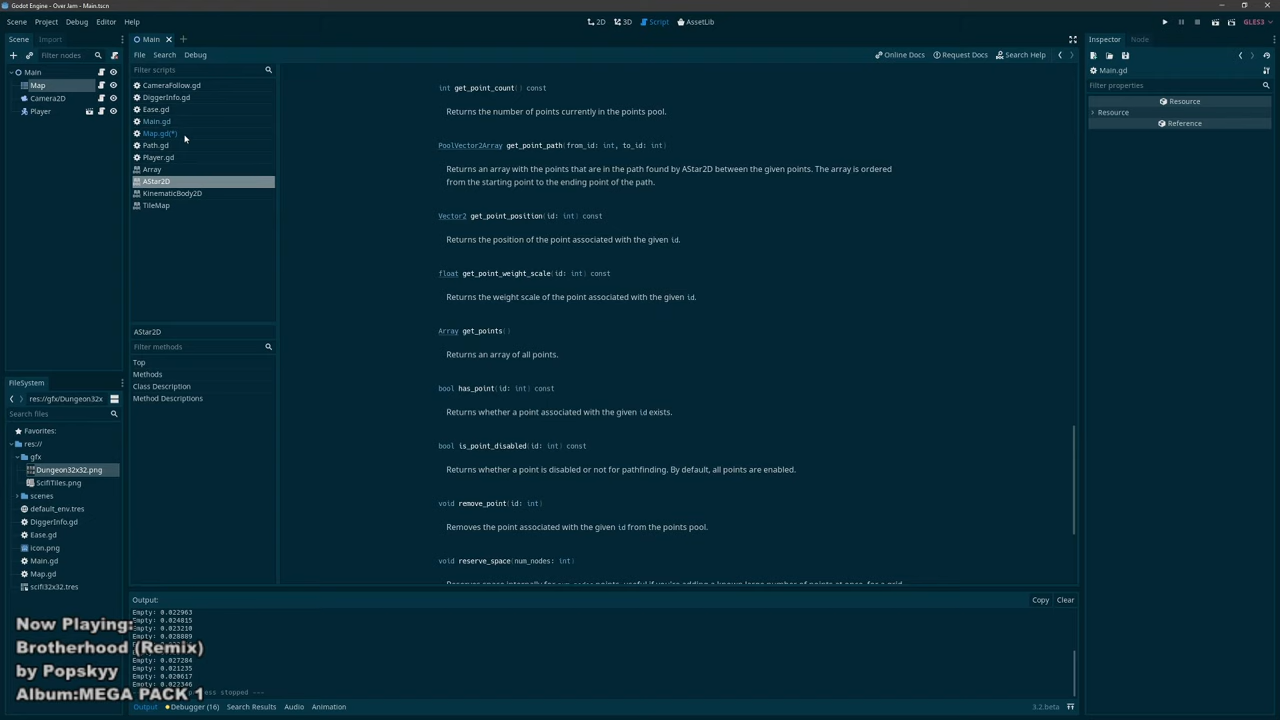 Godot Engine - Over Jam - Main.tscn
Scene Project Debug Editor Help
2D 3D Script AssetLib
GLES3
Scene Import
Filter nodes
Main
Map
Camera2D
Player
Main
File Search Debug
Online Docs Request Docs Search Help
Filter scripts
CameraFollow.gd
DiggerInfo.gd
Ease.gd
Main.gd
Map.gd(*)
Path.gd
Player.gd
Array
AStar2D
KinematicBody2D
TileMap
AStar2D
Filter methods
Top
Methods
Class Description
Method Descriptions
int get_point_count() const
Returns the number of points currently in the points pool.
PoolVector2Array get_point_path(from_id: int, to_id: int)
Returns an array with the points that are in the path found by AStar2D between the given points. The array is ordered
from the starting point to the ending point of the path.
Vector2 get_point_position(id: int) const
Returns the position of the point associated with the given id.
float get_point_weight_scale(id: int) const
Returns the weight scale of the point associated with the given id.
Array get_points()
Returns an array of all points.
bool has_point(id: int) const
Returns whether a point associated with the given id exists.
bool is_point_disabled(id: int) const
Returns whether a point is disabled or not for pathfinding. By default, all points are enabled.
void remove_point(id: int)
Removes the point associated with the given id from the points pool.
void reserve_space(num_nodes: int)
Inspector Node
Main.gd
Filter properties
Resource
Resource
Reference
FileSystem
res://gfx/Dungeon32x
Search files
Favorites:
res://
gfx
Dungeon32x32.png
ScifiTiles.png
scenes
default_env.tres
DiggerInfo.gd
Ease.gd
icon.png
Main.gd
Map.gd
scifi32x32.tres
Output:
Copy Clear
Empty: 0.022963
Empty: 0.024815
Empty: 0.023210
Empty: 0.028809
Empty: 0.027284
Empty: 0.021235
Empty: 0.020617
Empty: 0.022346
ss stopped ---
Output Debugger (16) Search Results Audio Animation
3.2.beta
Now Playing:
Brotherhood (Remix)
by Popskyy
Album:MEGA PACK 1